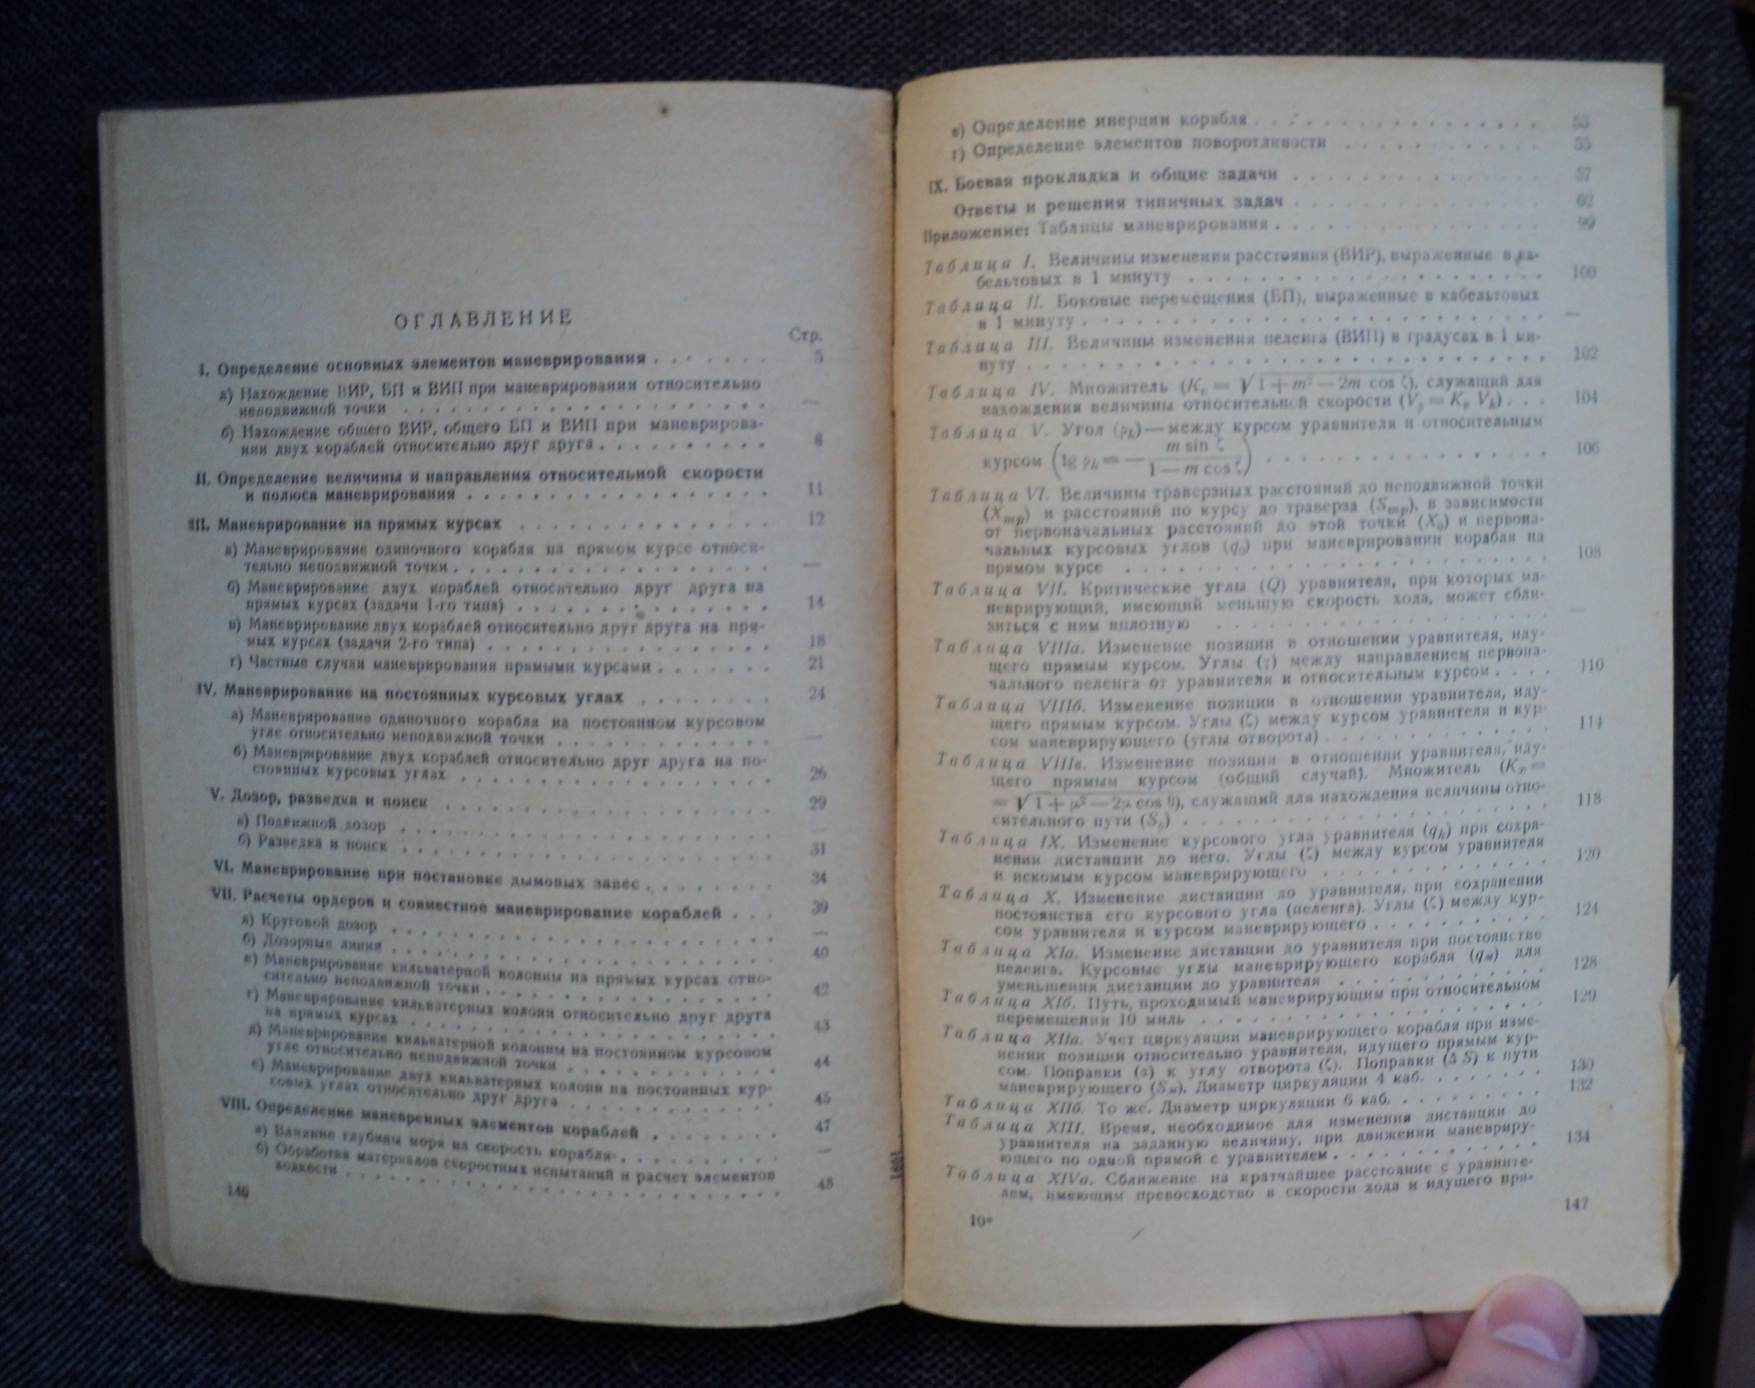 ОГЛАВЛЕНИЕ
Стр.
I. Определение основных элементов маневрирования . . . . . . . 5
а) Нахождение ВИР, БП и ВИП при маневрировании относительно
неподвижной точки . . . . . . . —
б) Нахождение общего ВИР, общего БП и ВИП при маневрирова-
нии двух кораблей относительно друг друга . . . . . . . 8
II. Определение величины и направления относительной скорости
и полюса маневрирования . . . . . . . 11
III. Маневрирование на прямых курсах . . . . . . . 12
а) Маневрирование одиночного корабля на прямом курсе относи-
тельно неподвижной точки . . . . . . . —
б) Маневрирование двух кораблей относительно друг друга на
прямых курсах (задачи 1-го типа) . . . . . . . 14
в) Маневрирование двух кораблей относительно друг друга на пря-
мых курсах (задачи 2-го типа) . . . . . . . 18
г) Частные случаи маневрирования прямыми курсами . . . . . . . 21
IV. Маневрирование на постоянных курсовых углах . . . . . . . 24
а) Маневрирование одиночного корабля на постоянном курсовом
угле относительно неподвижной точки . . . . . . . —
б) Маневрирование двух кораблей относительно друг друга на по-
стоянных курсовых углах . . . . . . . 26
V. Дозор, разведка и поиск . . . . . . . 29
а) Подвижной дозор . . . . . . . —
б) Разведка и поиск . . . . . . . 31
VI. Маневрирование при постановке дымовых завес . . . . . . . 34
VII. Расчеты ордеров и совместное маневрирование кораблей . . . 39
а) Круговой дозор . . . . . . . —
б) Дозорные линии . . . . . . . 40
в) Маневрирование кильватерной колонны на прямых курсах отно-
сительно неподвижной точки . . . . . . . 42
г) Маневрирование кильватерных колонн относительно друг друга
на прямых курсах . . . . . . . 43
д) Маневрирование кильватерной колонны на постоянном курсовом
угле относительно неподвижной точки . . . . . . . 44
е) Маневрирование двух кильватерных колонн на постоянных кур-
совых углах относительно друг друга . . . . . . . 45
VIII. Определение маневренных элементов кораблей . . . . . . . 47
а) Влияние глубины моря на скорость корабля . . . . . . . —
б) Обработка материалов скоростных испытаний и расчет элементов
ходкости . . . . . . . 48
146
в) Определение инерции корабля . . . . . . . 53
г) Определение элементов поворотливости . . . . . . . 55
IX. Боевая прокладка и общие задачи . . . . . . . 57
Ответы и решения типичных задач . . . . . . . 62
Приложение: Таблицы маневрирования . . . . . . . 99
Таблица I. Величины изменения расстояния (ВИР), выраженные в ка-
бельтовых в 1 минуту . . . . . . . 100
Таблица II. Боковые перемещения (БП), выраженные в кабельтовых
в 1 минуту . . . . . . . —
Таблица III. Величины изменения пеленга (ВИП) в градусах в 1 ми-
нуту . . . . . . . 102
Таблица IV. Множитель (Kρ = √1 + m² — 2m cos ζ), служащий для
нахождения величины относительной скорости (Vρ = Kρ Vk) . . . 104
Таблица V. Угол (ρk) — между курсом уравнителя и относительным
курсом (tg ρk = — m sin ζ / 1 — m cos ζ) . . . . . . . 106
Таблица VI. Величины траверзных расстояний до неподвижной точки
(Xтр) и расстояний по курсу до траверза (Sтр), в зависимости
от первоначальных расстояний до этой точки (X0) и первона-
чальных курсовых углов (q0) при маневрировании корабля на
прямом курсе . . . . . . . 108
Таблица VII. Критические углы (Q) уравнителя, при которых ма-
неврирующий, имеющий меньшую скорость хода, может сбли-
зиться с ним вплотную . . . . . . . —
Таблица VIIIа. Изменение позиции в отношении уравнителя, иду-
щего прямым курсом. Углы (γ) между направлением первона-
чального пеленга от уравнителя и относительным курсом . . . . 110
Таблица VIIIб. Изменение позиции в отношении уравнителя, иду-
щего прямым курсом. Углы (ζ) между курсом уравнителя и кур-
сом маневрирующего (углы отворота) . . . . . . . 114
Таблица VIIIв. Изменение позиции в отношении уравнителя, иду-
щего прямым курсом (общий случай). Множитель (K =
= √1 + μ² — 2μ cos θ), служащий для нахождения величины отно-
сительного пути (Sρ) . . . . . . . 118
Таблица IX. Изменение курсового угла уравнителя (qk) при сохра-
нении дистанции до него. Углы (ζ) между курсом уравнителя
и искомым курсом маневрирующего . . . . . . . 120
Таблица X. Изменение дистанции до уравнителя, при сохранении
постоянства его курсового угла (пеленга). Углы (ζ) между кур-
сом уравнителя и курсом маневрирующего . . . . . . . 124
Таблица XIа. Изменение дистанции до уравнителя при постоянстве
пеленга. Курсовые углы маневрирующего корабля (qм) для
уменьшения дистанции до уравнителя . . . . . . . 128
Таблица XIб. Путь, проходимый маневрирующим при относительном
перемещении 10 миль . . . . . . . 129
Таблица XIIа. Учет циркуляции маневрирующего корабля при изме-
нении позиции относительно уравнителя, идущего прямым кур-
сом. Поправки (з) к углу отворота (ζ). Поправки (Δ S) к пути
маневрирующего (Sм). Диаметр циркуляции 4 каб. . . . . . . 130
Таблица XIIб. То же. Диаметр циркуляции 6 каб. . . . . . . 132
Таблица XIII. Время, необходимое для изменения дистанции до
уравнителя на заданную величину, при движении маневриру-
ющего по одной прямой с уравнителем . . . . . . . 134
Таблица XIVа. Сближение на кратчайшее расстояние с уравните-
лем, имеющим превосходство в скорости хода и идущего пря-
10*
147